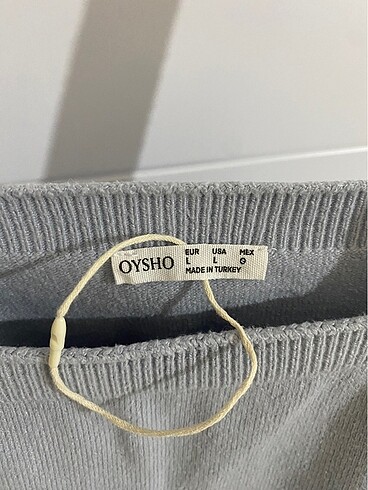 OYSHO
EUR USA MEX
L L G
MADE IN TURKEY